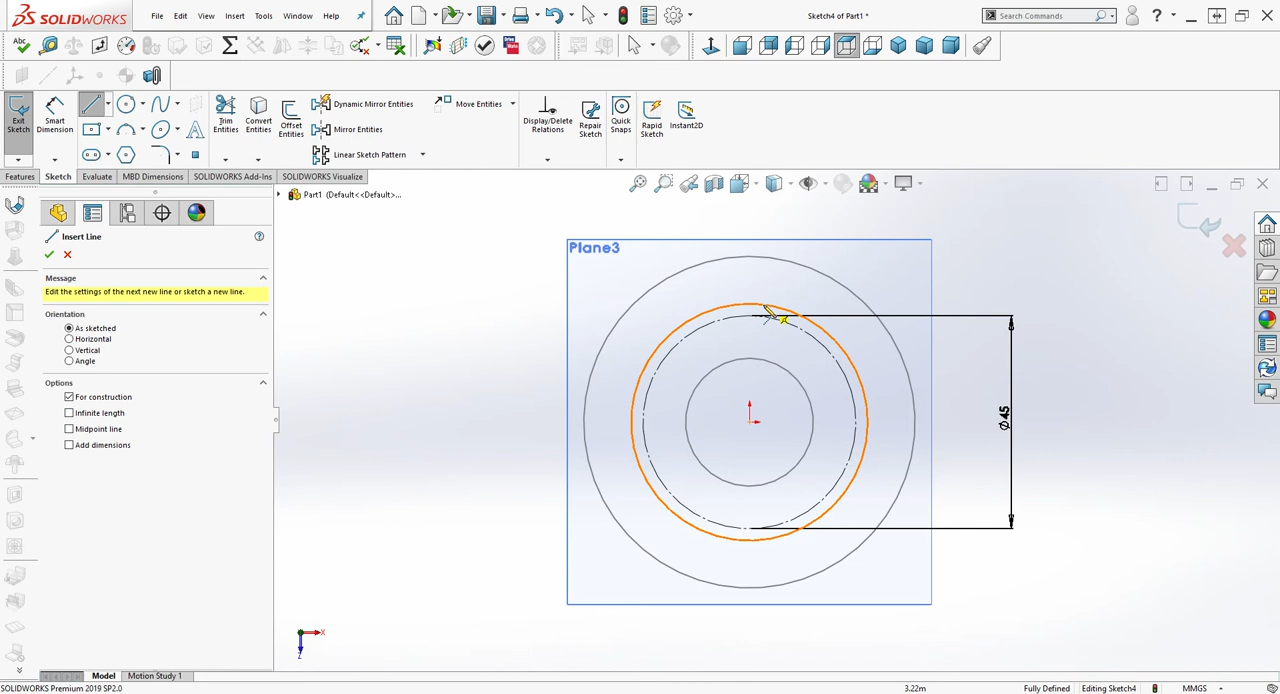 SOLIDWORKS File Edit View Insert Tools Window Help Sketch4 of Part1 * Search Commands ?
Exit Sketch Smart Dimension Trim Entities Convert Entities Offset Entities Dynamic Mirror Entities Mirror Entities Linear Sketch Pattern Move Entities Display/Delete Relations Repair Sketch Quick Snaps Rapid Sketch Instant2D
Features Sketch Evaluate MBD Dimensions SOLIDWORKS Add-Ins SOLIDWORKS Visualize
Part1 (Default<<Default>...
Insert Line
Message
Edit the settings of the next new line or sketch a new line.
Orientation
As sketched
Horizontal
Vertical
Angle
Options
For construction
Infinite length
Midpoint line
Add dimensions
Plane3
⌀45
X
Z
Model Motion Study 1
SOLIDWORKS Premium 2019 SP2.0 3.22m Fully Defined Editing Sketch4 MMGS